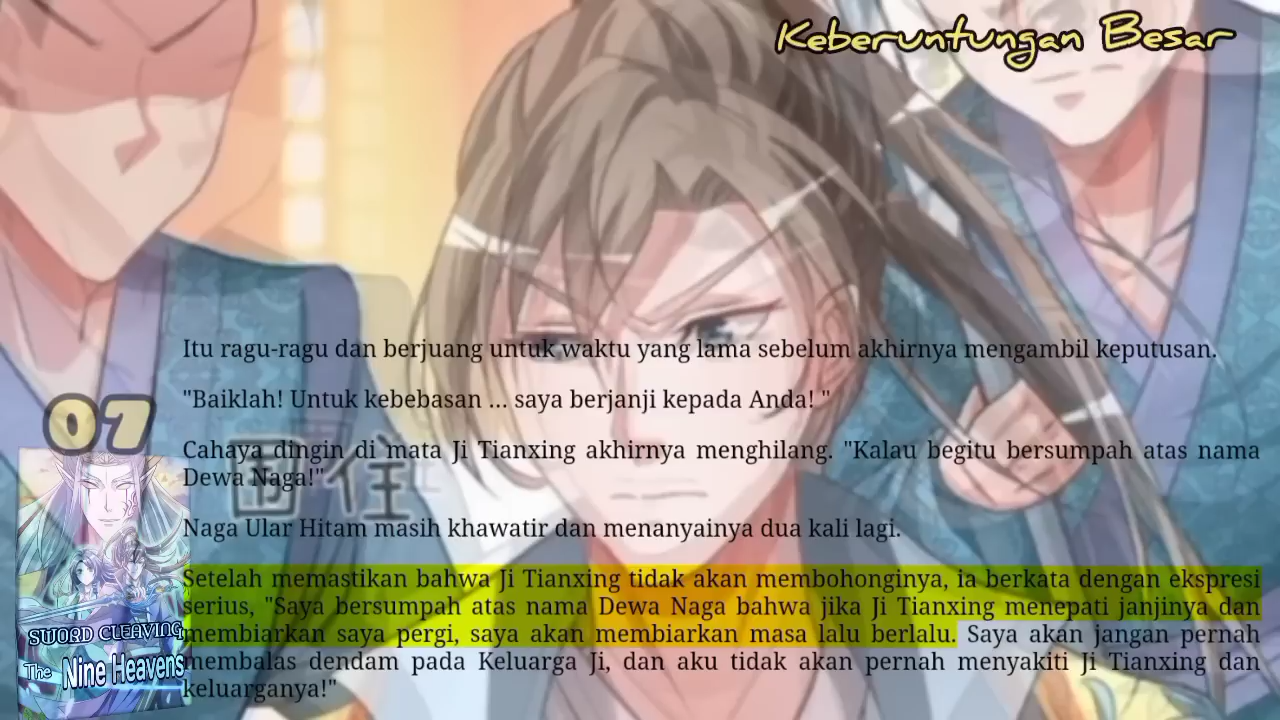 Keberuntungan Besar
Itu ragu-ragu dan berjuang untuk waktu yang lama sebelum akhirnya mengambil keputusan.
"Baiklah! Untuk kebebasan ... saya berjanji kepada Anda! "
Cahaya dingin di mata Ji Tianxing akhirnya menghilang. "Kalau begitu bersumpah atas nama
Dewa Naga!"
Naga Ular Hitam masih khawatir dan menanyainya dua kali lagi.
Setelah memastikan bahwa Ji Tianxing tidak akan membohonginya, ia berkata dengan ekspresi
serius, "Saya bersumpah atas nama Dewa Naga bahwa jika Ji Tianxing menepati janjinya dan
membiarkan saya pergi, saya akan membiarkan masa lalu berlalu. Saya akan jangan pernah
membalas dendam pada Keluarga Ji, dan aku tidak akan pernah menyakiti Ji Tianxing dan
keluarganya!"
07
SWORD CLEAVING
The Nine Heavens
困住